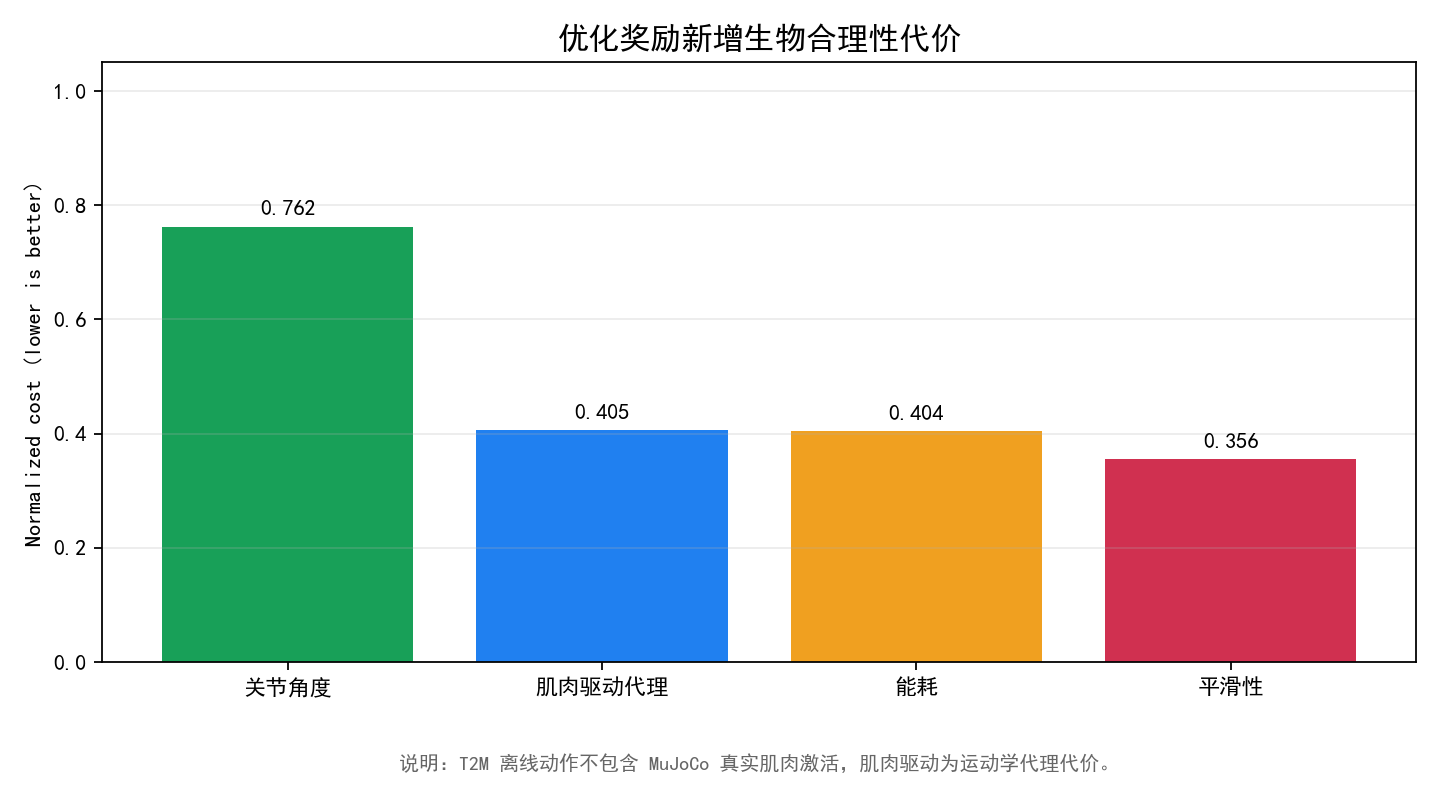 优化奖励新增生物合理性代价
Normalized cost (lower is better)
1.0
0.8
0.6
0.4
0.2
0.0
0.762
0.405
0.404
0.356
关节角度
肌肉驱动代理
能耗
平滑性
说明：T2M 离线动作不包含 MuJoCo 真实肌肉激活，肌肉驱动为运动学代理代价。